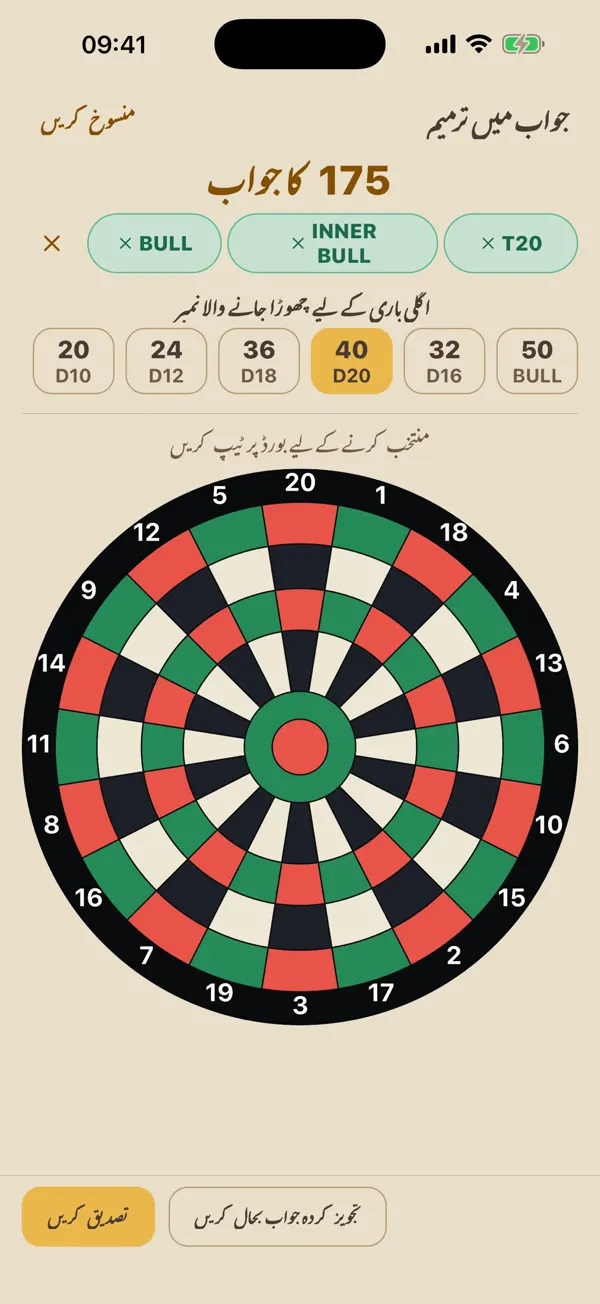 09:41
جواب میں ترمیم
منسوخ کریں
175 کا جواب
× T20
× INNER BULL
× BULL
×
اگلی باری کے لیے چھوڑا جانے والا نمبر
50 BULL
32 D16
40 D20
36 D18
24 D12
20 D10
منتخب کرنے کے لیے بورڈ پر ٹیپ کریں
20
1
18
4
13
6
10
15
2
17
3
19
7
16
8
11
14
9
12
5
تجویز کردہ جواب بحال کریں
تصدیق کریں